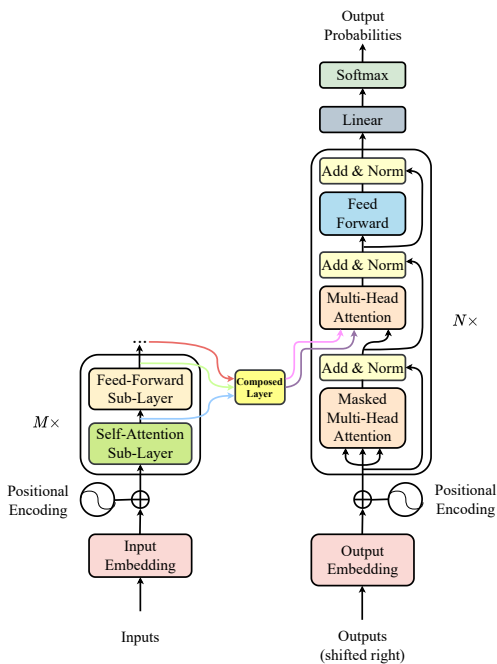 Output
Probabilities
Softmax
Linear
Add & Norm
Feed
Forward
Add & Norm
Multi-Head
Attention
N×
Add & Norm
Masked
Multi-Head
Attention
...
Feed-Forward
Sub-Layer
Composed
Layer
M×
Self-Attention
Sub-Layer
Positional
Encoding
Positional
Encoding
Input
Embedding
Output
Embedding
Inputs
Outputs
(shifted right)